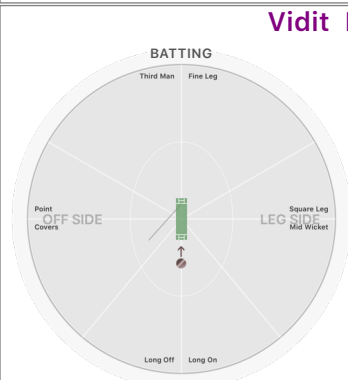 Vidit
BATTING
Third Man Fine Leg
Point Square Leg
OFF SIDE LEG SIDE
Covers Mid Wicket
Long Off Long On